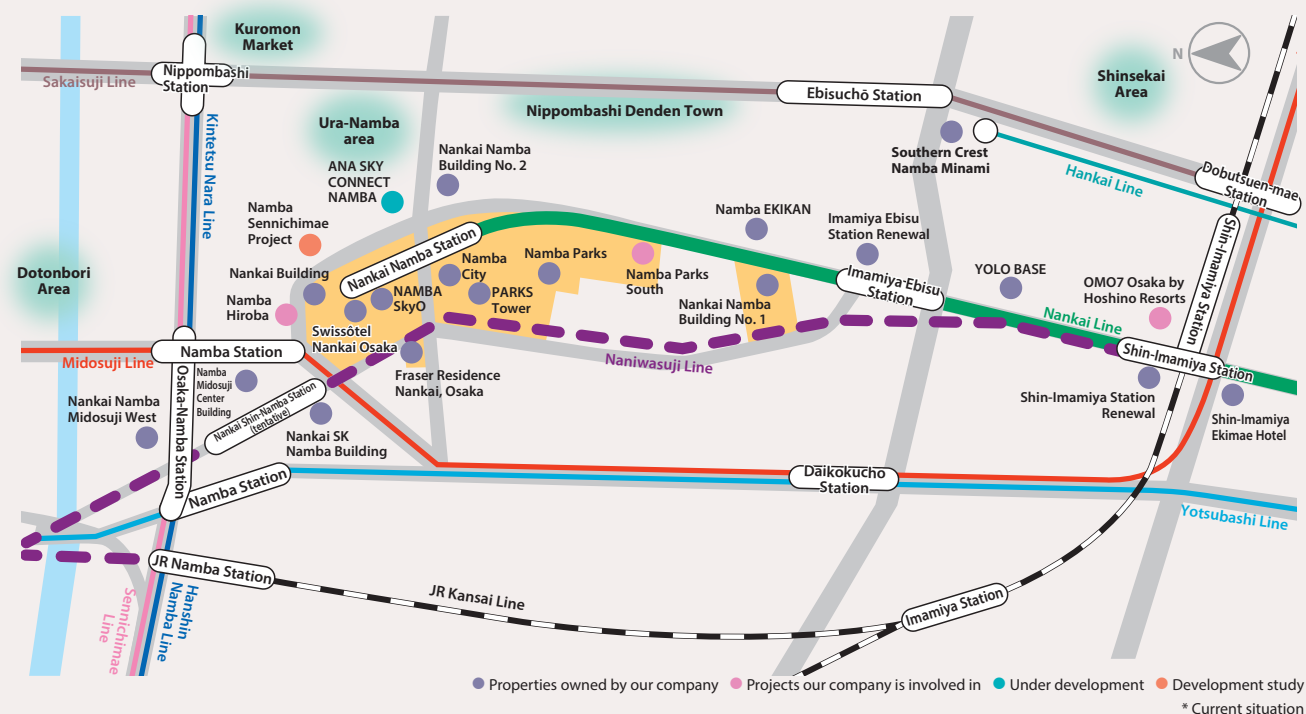 Kuromon
Market
N
Shinsekai
Area
Sakaisuji Line
Nippombashi
Station
Ebisuchō Station
Nippombashi Denden Town
Ura-Namba
area
Kintetsu Nara Line
ANA SKY
CONNECT
NAMBA
Nankai Namba
Building No. 2
Southern Crest
Namba Minami
Hankai Line
Dobutsuen-mae
Station
Namba
Sennichimae
Project
Nankai Namba Station
Namba EKIKAN
Imamiya Ebisu
Station Renewal
Shin-Imamiya Station
Dotonbori
Area
Nankai Building
Namba
City
Namba Parks
Namba Parks
South
Imamiya-Ebisu
Station
YOLO BASE
OMO7 Osaka by
Hoshino Resorts
Namba
Hiroba
NAMBA
SkyO
PARKS
Tower
Nankai Namba
Building No. 1
Nankai Line
Swissôtel
Nankai Osaka
Midosuji Line
Namba Station
Naniwasuji Line
Shin-Imamiya Station
Osaka-Namba Station
Namba
Midosuji
Center
Building
Fraser Residence
Nankai, Osaka
Nankai Namba
Midosuji West
Nankai Shin-Namba Station
(tentative)
Nankai SK
Namba Building
Shin-Imamiya Station
Renewal
Shin-Imamiya
Ekimae Hotel
Namba Station
Daikokucho
Station
Yotsubashi Line
JR Namba Station
JR Kansai Line
Imamiya Station
Sennichimae
Line
Hanshin
Namba Line
Properties owned by our company
Projects our company is involved in
Under development
Development study
* Current situation